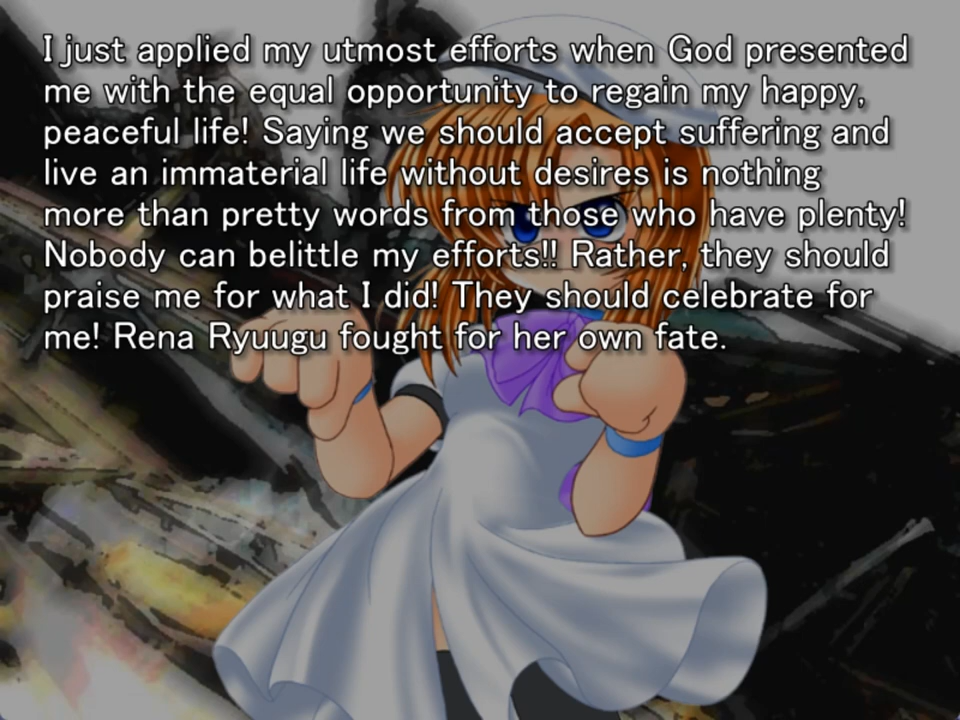 I just applied my utmost efforts when God presented
me with the equal opportunity to regain my happy,
peaceful life! Saying we should accept suffering and
live an immaterial life without desires is nothing
more than pretty words from those who have plenty!
Nobody can belittle my efforts!! Rather, they should
praise me for what I did! They should celebrate for
me! Rena Ryuugu fought for her own fate.